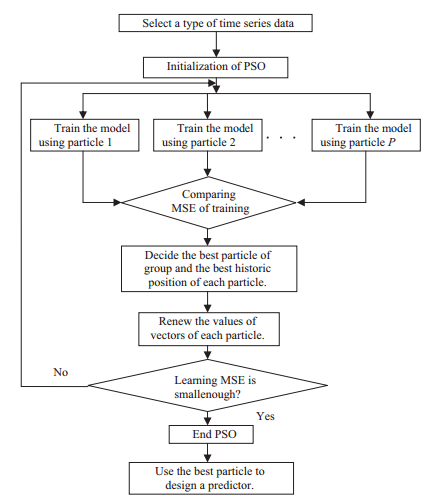 Select a type of time series data
Initialization of PSO
Train the model
using particle 1
Train the model
using particle 2
. . .
Train the model
using particle P
Comparing
MSE of training
Decide the best particle of
group and the best historic
position of each particle.
Renew the values of
vectors of each particle.
No
Learning MSE is
smallenough?
Yes
End PSO
Use the best particle to
design a predictor.